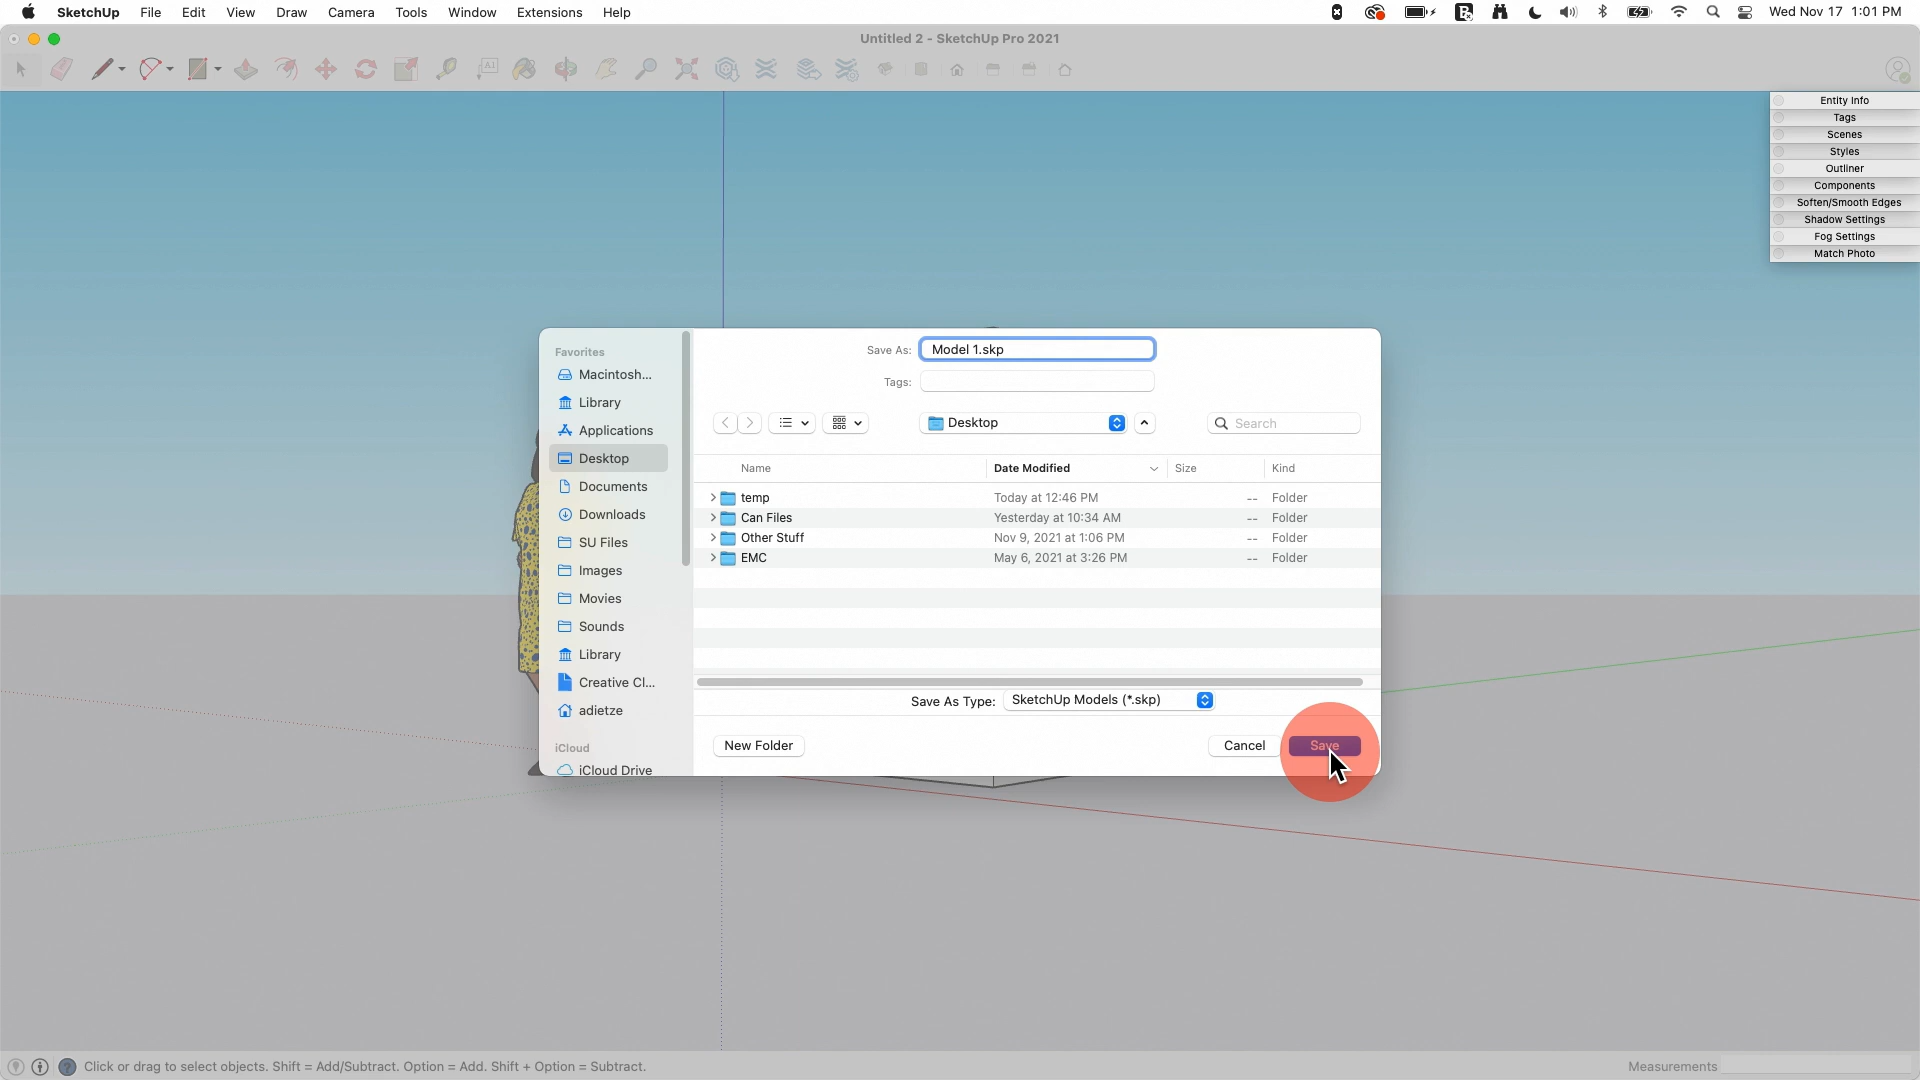 SketchUp File Edit View Draw Camera Tools Window Extensions Help Wed Nov 17 1:01 PM
Untitled 2 - SketchUp Pro 2021
Entity Info
Tags
Scenes
Styles
Outliner
Components
Soften/Smooth Edges
Shadow Settings
Fog Settings
Match Photo
Favorites
Macintosh...
Library
Applications
Desktop
Documents
Downloads
SU Files
Images
Movies
Sounds
Library
Creative Cl...
adietze
iCloud
iCloud Drive
Save As: Model 1.skp
Tags:
Desktop
Search
Name Date Modified Size Kind
temp Today at 12:46 PM -- Folder
Can Files Yesterday at 10:34 AM -- Folder
Other Stuff Nov 9, 2021 at 1:06 PM -- Folder
EMC May 6, 2021 at 3:26 PM -- Folder
Save As Type: SketchUp Models (*.skp)
New Folder Cancel Save
Click or drag to select objects. Shift = Add/Subtract. Option = Add. Shift + Option = Subtract. Measurements